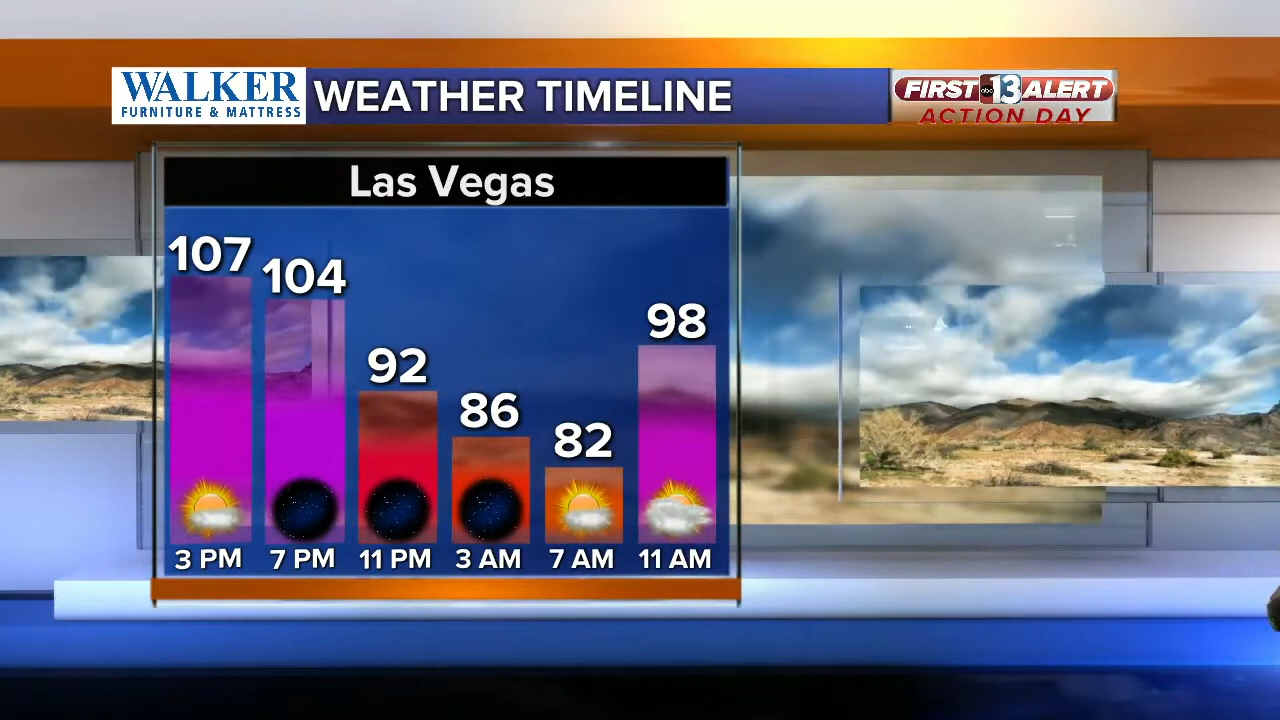 WALKER
FURNITURE & MATTRESS
WEATHER TIMELINE
FIRST abc 13 ALERT
ACTION DAY
Las Vegas
107 104 92 86 82 98
3 PM 7 PM 11 PM 3 AM 7 AM 11 AM